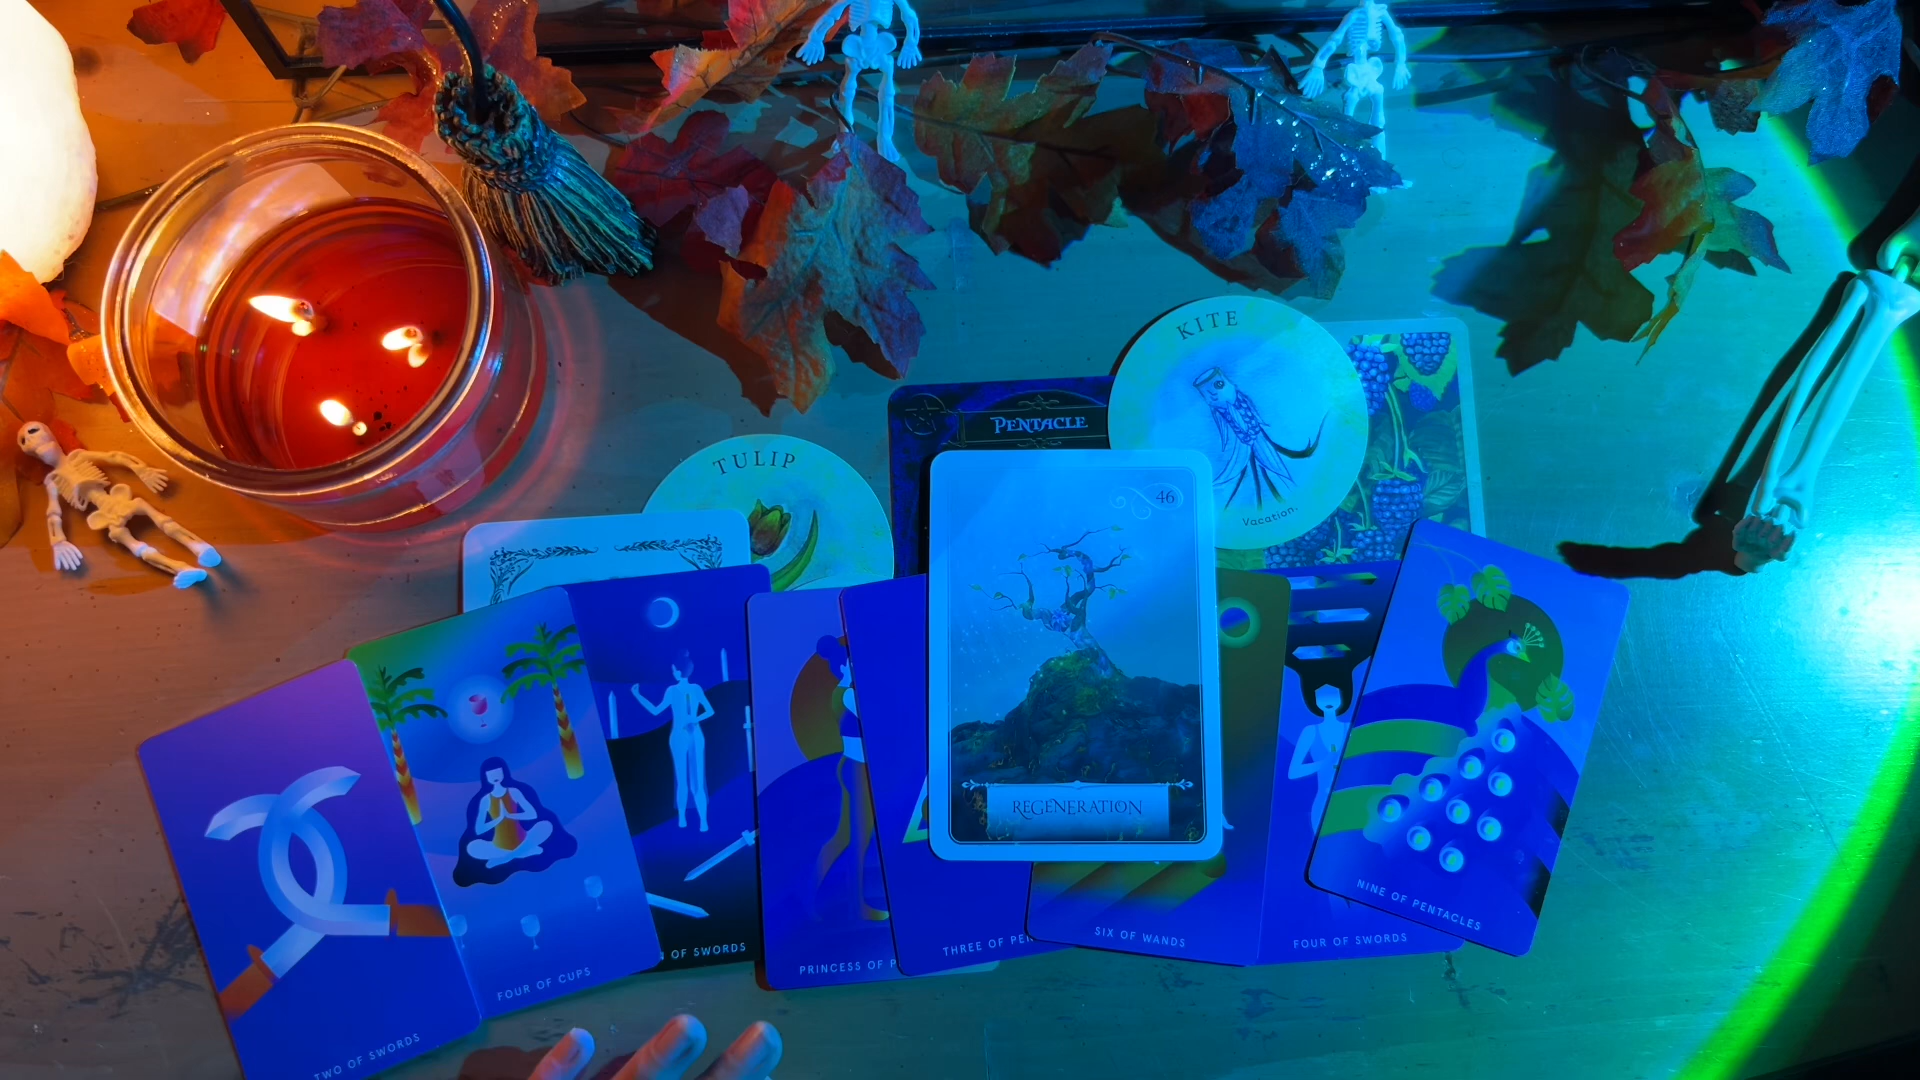 KITE
Vacation.
PENTACLE
TULIP
46
REGENERATION
TWO OF SWORDS
FOUR OF CUPS
OF SWORDS
PRINCESS OF
THREE OF
SIX OF WANDS
FOUR OF SWORDS
NINE OF PENTACLES